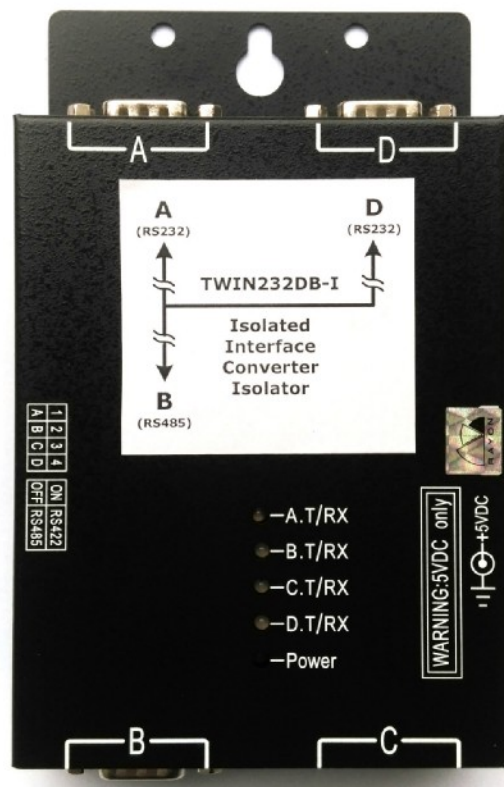 A
D
A
(RS232)
D
(RS232)
TWIN232DB-I
Isolated
Interface
Converter
Isolator
B
(RS485)
1 2 3 4
A B C D
ON RS422
OFF RS485
RAYON
+5VDC
WARNING:5VDC only
A.T/RX
B.T/RX
C.T/RX
D.T/RX
Power
B
C